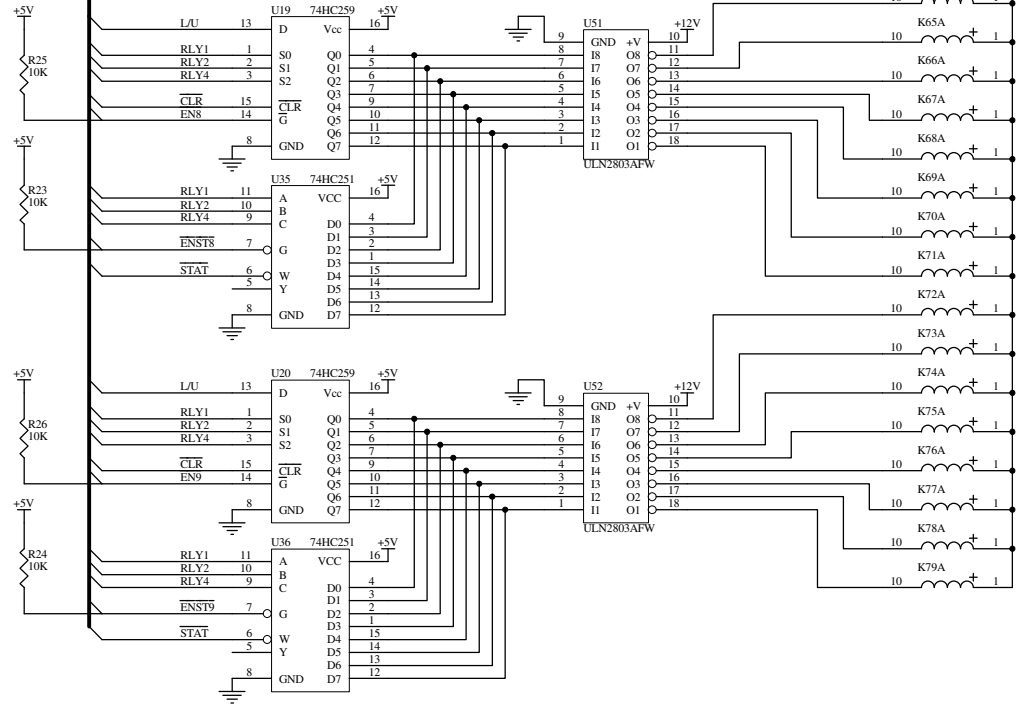 +5V
U19 74HC259
+5V
U51
+12V
10 1
L/U 13 D Vcc 16
R25
10K
RLY1 1 S0 Q0 4
RLY2 2 S1 Q1 5
RLY4 3 S2 Q2 6
Q3 7
CLR 15 CLR Q4 9
EN8 14 G Q5 10
Q6 11
8 GND Q7 12
9 GND +V 10
8 I8 O8 11
7 I7 O7 12
6 I6 O6 13
5 I5 O5 14
4 I4 O4 15
3 I3 O3 16
2 I2 O2 17
1 I1 O1 18
ULN2803AFW
K65A
10 + 1
K66A
10 + 1
K67A
10 + 1
K68A
10 + 1
K69A
10 + 1
K70A
10 + 1
K71A
10 + 1
+5V
R23
10K
U35 74HC251
+5V
RLY1 11 A VCC 16
RLY2 10 B
RLY4 9 C D0 4
D1 3
ENST8 7 G D2 2
D3 1
STAT 6 W D4 15
5 Y D5 14
D6 13
8 GND D7 12
K72A
10 + 1
K73A
10 + 1
K74A
10 + 1
K75A
10 + 1
K76A
10 + 1
K77A
10 + 1
K78A
10 + 1
K79A
10 + 1
+5V
R26
10K
U20 74HC259
+5V
L/U 13 D Vcc 16
RLY1 1 S0 Q0 4
RLY2 2 S1 Q1 5
RLY4 3 S2 Q2 6
Q3 7
CLR 15 CLR Q4 9
EN9 14 G Q5 10
Q6 11
8 GND Q7 12
U52
+12V
9 GND +V 10
8 I8 O8 11
7 I7 O7 12
6 I6 O6 13
5 I5 O5 14
4 I4 O4 15
3 I3 O3 16
2 I2 O2 17
1 I1 O1 18
ULN2803AFW
+5V
R24
10K
U36 74HC251
+5V
RLY1 11 A VCC 16
RLY2 10 B
RLY4 9 C D0 4
D1 3
ENST9 7 G D2 2
D3 1
STAT 6 W D4 15
5 Y D5 14
D6 13
8 GND D7 12